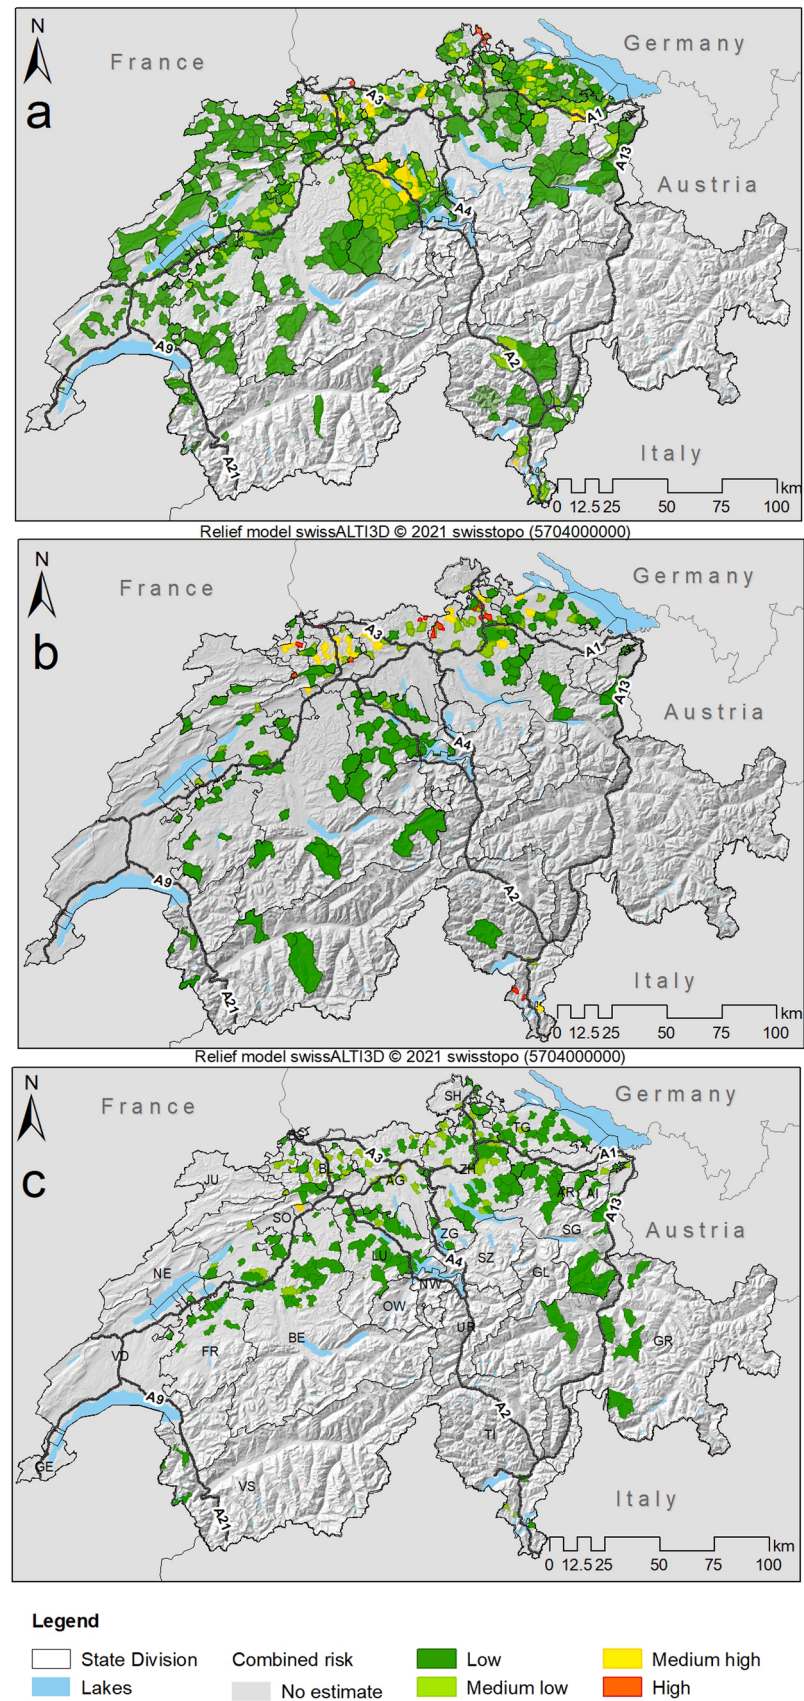 N
France
Germany
a
A3
A1
A13
Austria
A4
A9
A2
A21
Italy
km
0 12.5 25 50 75 100
Relief model swissALTI3D © 2021 swisstopo (5704000000)
N
France
Germany
b
A3
A1
A13
Austria
A4
A9
A2
A21
Italy
km
0 12.5 25 50 75 100
Relief model swissALTI3D © 2021 swisstopo (5704000000)
N
France
SH
Germany
TG
BS
A3
A1
c
JU
BL
AG
ZH
AR
AI
A13
SO
Austria
NE
LU
ZG
A4
SZ
SG
GL
NW
OW
UR
BE
GR
VD
FR
A9
A2
TI
GE
VS
A21
Italy
km
0 12.5 25 50 75 100
Legend
State Division
Combined risk
Low
Medium high
Lakes
No estimate
Medium low
High